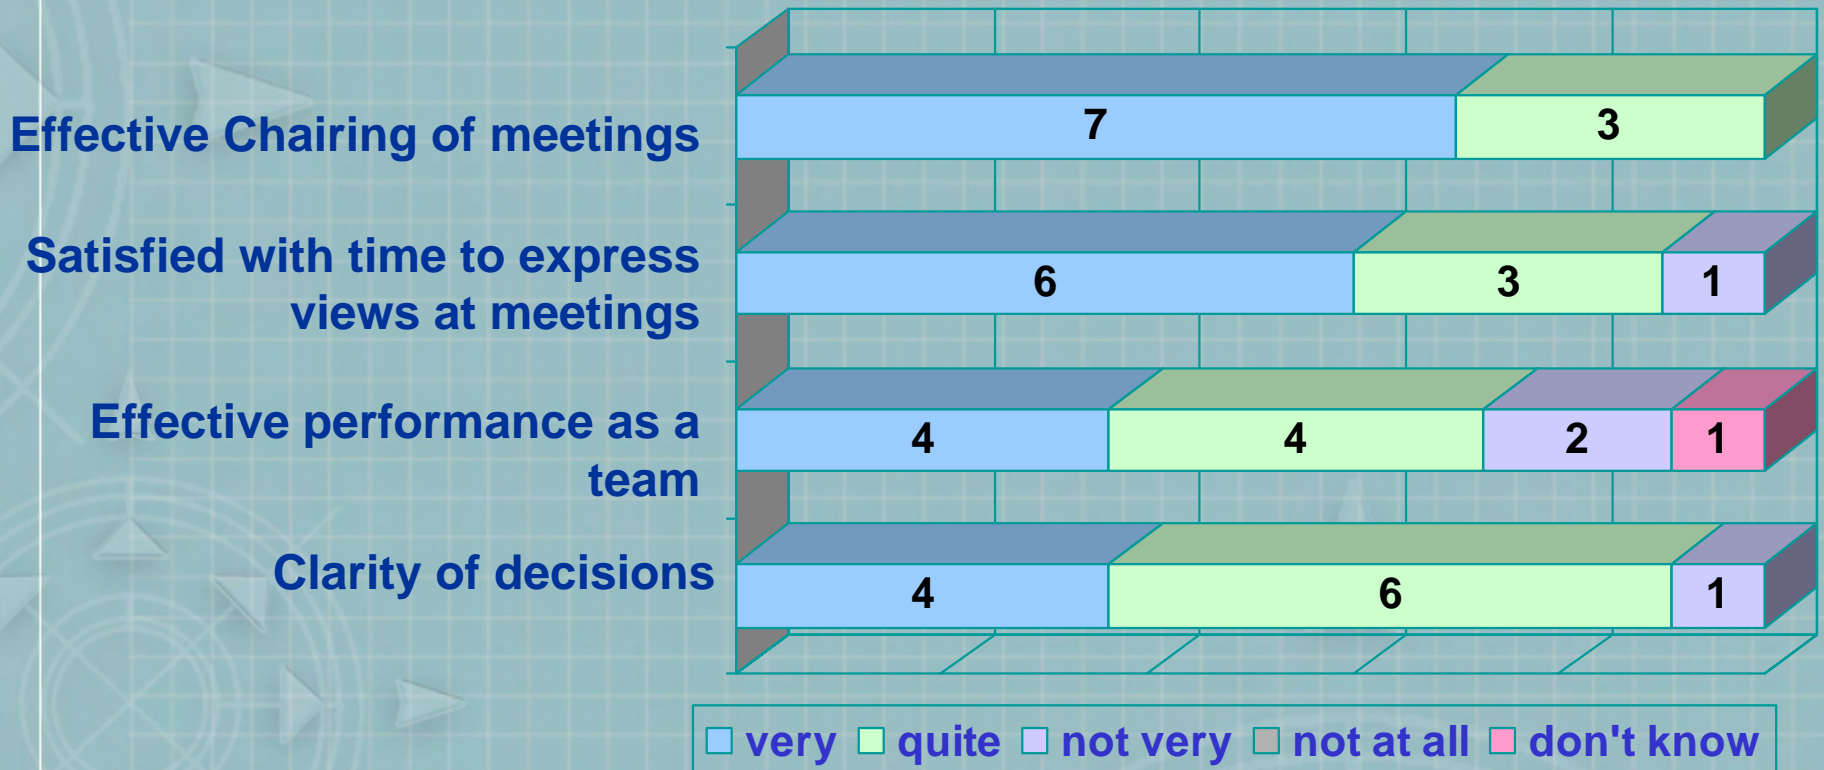 Effective Chairing of meetings
7 3
Satisfied with time to express
views at meetings
6 3 1
Effective performance as a
team
4 4 2 1
Clarity of decisions
4 6 1
very quite not very not at all don't know